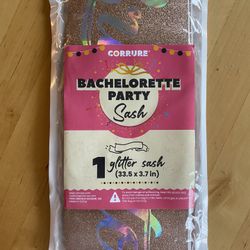 CORRURE®
BACHELORETTE
PARTY
Sash
1 glitter sash
(33.5 x 3.7 in)